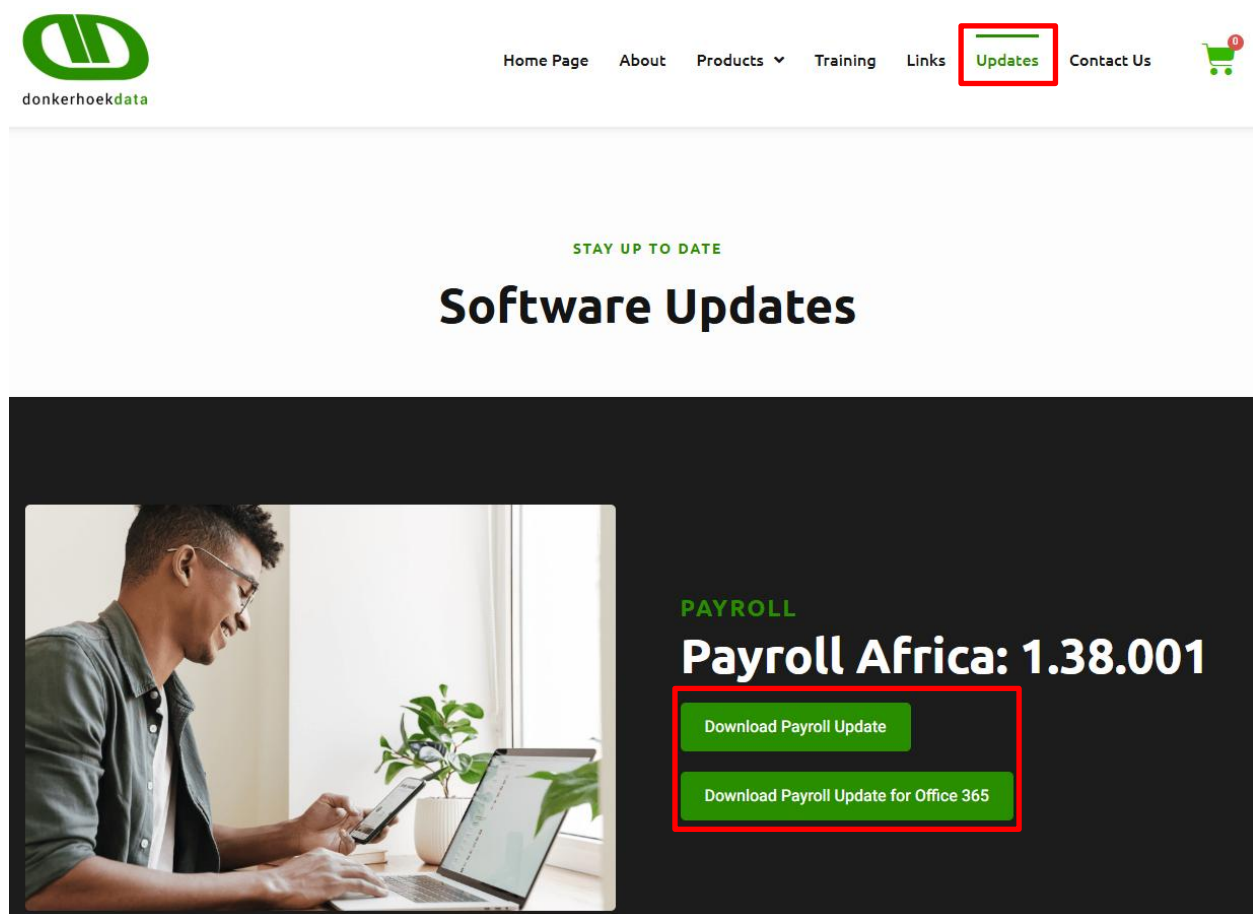 donkerhoekdata
Home Page About Products Training Links Updates Contact Us 0
STAY UP TO DATE
Software Updates
PAYROLL
Payroll Africa: 1.38.001
Download Payroll Update
Download Payroll Update for Office 365